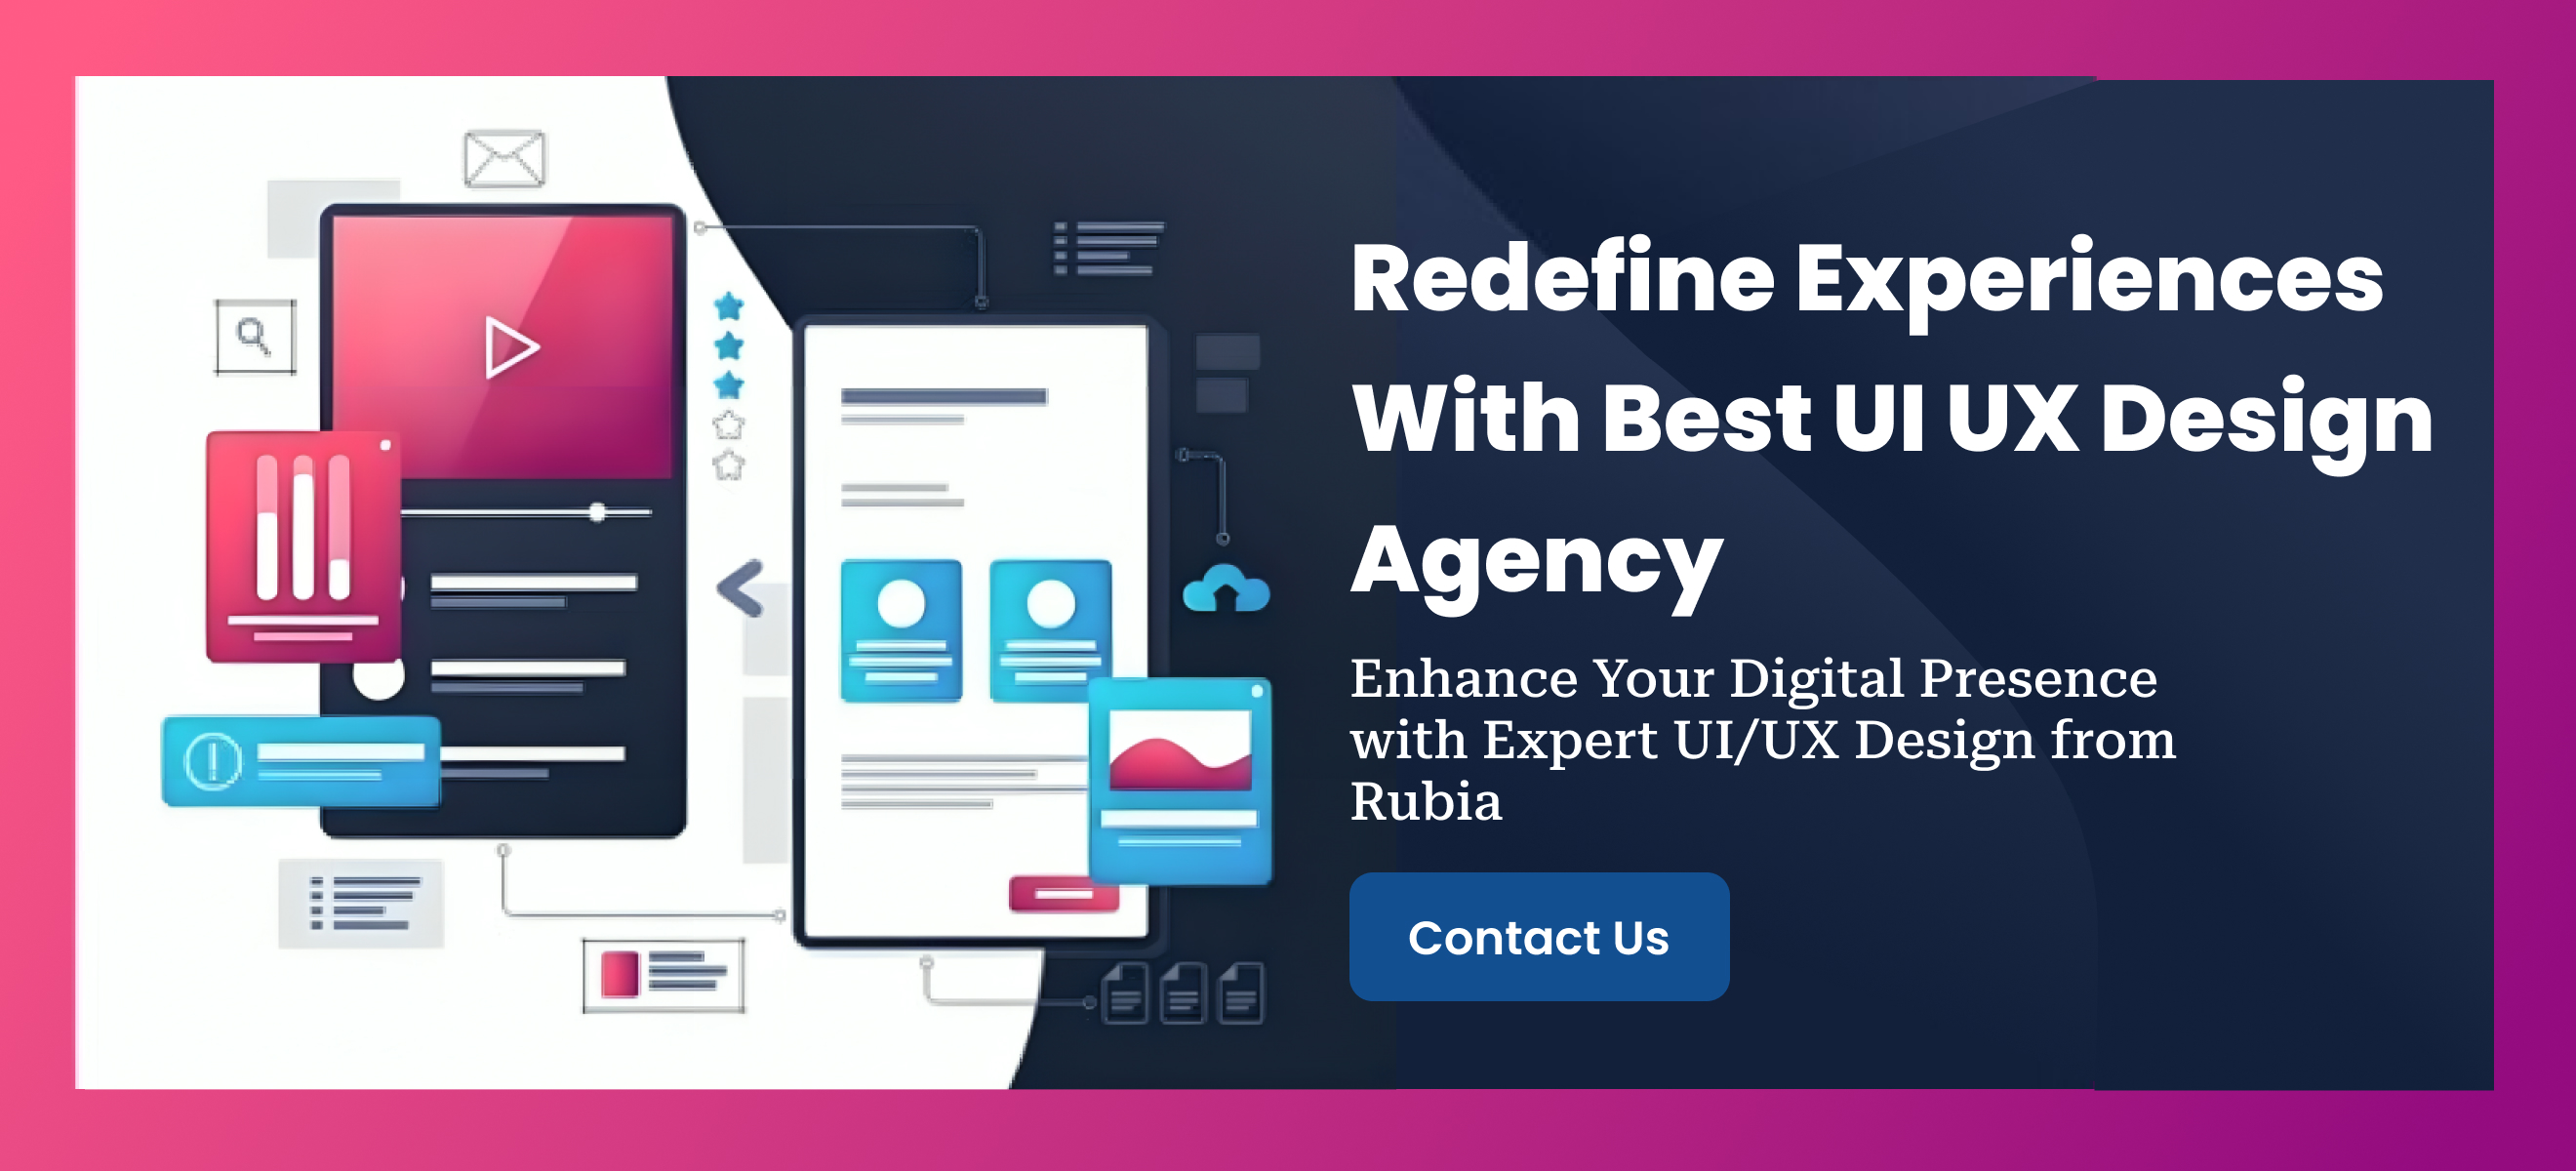 Redefine Experiences
With Best UI UX Design
Agency
Enhance Your Digital Presence
with Expert UI/UX Design from
Rubia
Contact Us